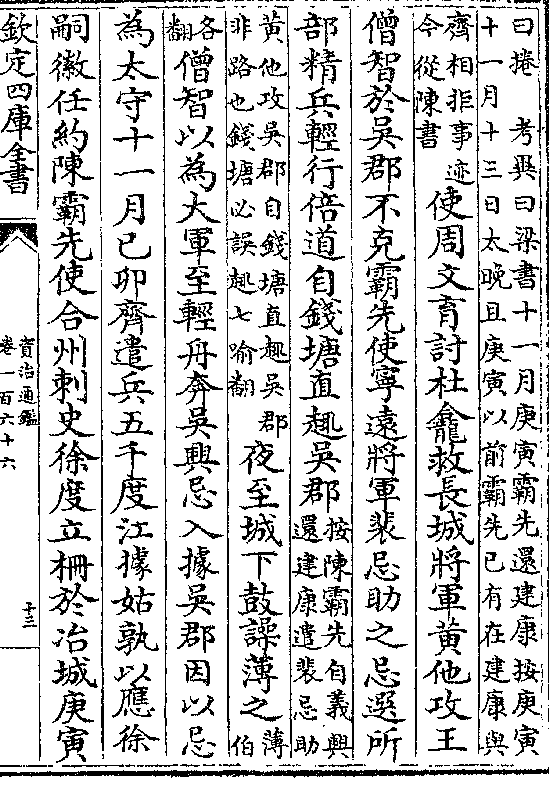 曰捲　考異曰梁書十一月庚寅霸先還建康按庚寅
十一月十三日太晚且庚寅以前霸先已有在建康與
齊相拒事迹
今從陳書
使周文育討杜龕救長城將軍黄他攻王
僧智於吳郡不克霸先使寧逺將軍裴忌助之忌選所
部精兵輕行倍道自錢塘直趣吳郡
按陳霸先自義興
還建康遣裴忌助
黄他攻吳郡自錢塘直趣吳郡
非路也錢塘必誤趣七喻翻
夜至城下鼓譟薄之
薄伯
各翻
僧智以為大軍至輕舟奔吳興忌入據吳郡因以忌
為太守十一月已卯齊遣兵五千度江據姑孰以應徐
嗣徽任約陳霸先使合州刺史徐度立柵於冶城庚寅
欽定四庫全書
資治通鑑
卷一百六十六
十三